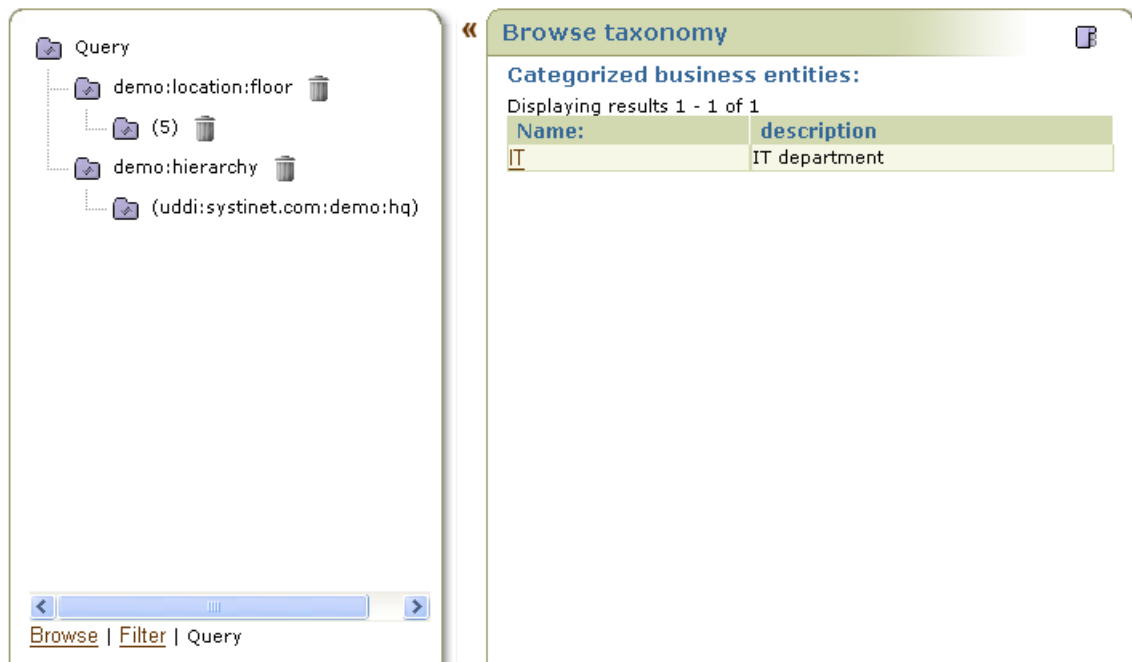 Query
demo:location:floor
(5)
demo:hierarchy
(uddi:systinet.com:demo:hq)
Browse | Filter | Query
«
Browse taxonomy
Categorized business entities:
Displaying results 1 - 1 of 1
Name: description
IT IT department